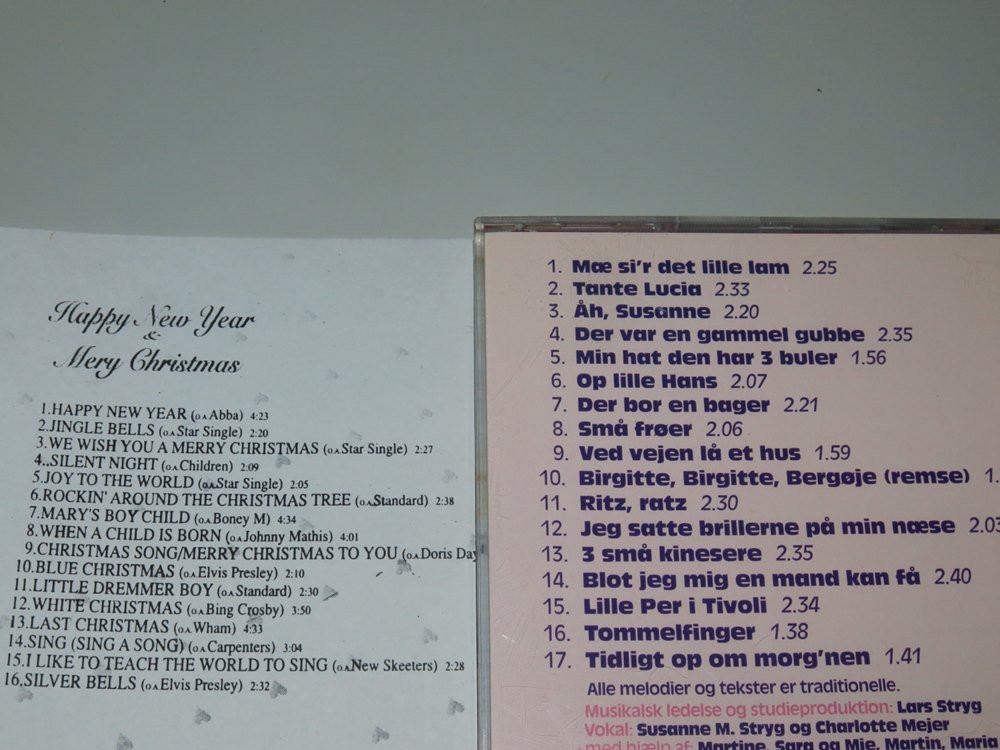 Happy New Year
&
Mery Christmas
1.HAPPY NEW YEAR (o.A Abba) 4:23
2.JINGLE BELLS (o.A Star Single) 2:20
3.WE WISH YOU A MERRY CHRISTMAS (o.A Star Single) 2:27
4..SILENT NIGHT (o.A Children) 2:09
5.JOY TO THE WORLD (o.A Star Single) 2:05
6.ROCKIN' AROUND THE CHRISTMAS TREE (o.A Standard) 2:38
7.MARY'S BOY CHILD (o.A Boney M) 4:34
8.WHEN A CHILD IS BORN (o.A Johnny Mathis) 4:01
9.CHRISTMAS SONG/MERRY CHRISTMAS TO YOU (o.A Doris Day
10.BLUE CHRISTMAS (o.A Elvis Presley) 2:10
11.LITTLE DREMMER BOY (o.A Standard) 2:30
12.WHITE CHRISTMAS (o.A Bing Crosby) 3:50
13.LAST CHRISTMAS (o.A Wham) 4:33
14.SING (SING A SONG) (o.A Carpenters) 3:04
15.I LIKE TO TEACH THE WORLD TO SING (o.A New Skeeters) 2:28
16.SILVER BELLS (o.A Elvis Presley) 2:32
1. Mæ si'r det lille lam 2.25
2. Tante Lucia 2.33
3. Åh, Susanne 2.20
4. Der var en gammel gubbe 2.35
5. Min hat den har 3 buler 1.56
6. Op lille Hans 2.07
7. Der bor en bager 2.21
8. Små frøer 2.06
9. Ved vejen lå et hus 1.59
10. Birgitte, Birgitte, Bergøje (remse) 1.
11. Ritz, ratz 2.30
12. Jeg satte brillerne på min næse 2.03
13. 3 små kinesere 2.35
14. Blot jeg mig en mand kan få 2.40
15. Lille Per i Tivoli 2.34
16. Tommelfinger 1.38
17. Tidligt op om morg'nen 1.41
Alle melodier og tekster er traditionelle.
Musikalsk ledelse og studieproduktion: Lars Stryg
Vokal: Susanne M. Stryg og Charlotte Mejer
med hjælp af: Martine, Sara og Mie, Martin, Maria